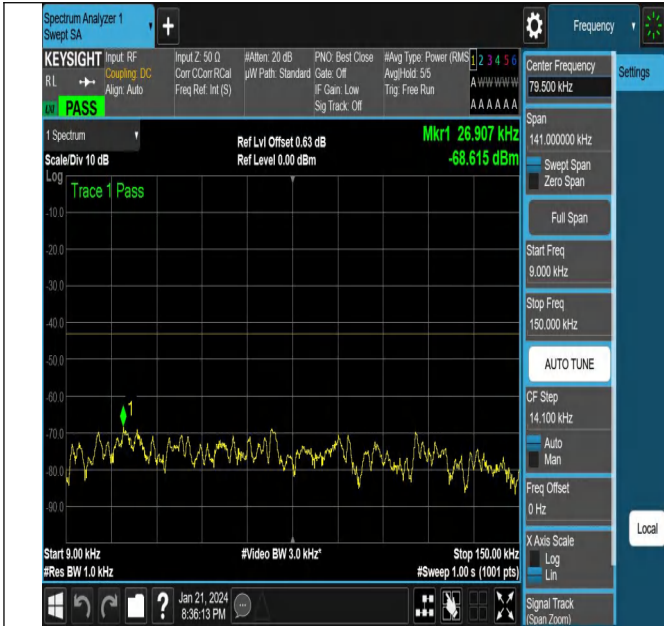 Spectrum Analyzer 1
Swept SA
+
Frequency
KEYSIGHT
RL
Coupling: DC
Align: Auto
Input: RF
Input Z: 50 Ω
Corr CCorr RCal
Freq Ref: Int (S)
#Atten: 20 dB
µW Path: Standard
PNO: Best Close
Gate: Off
IF Gain: Low
Sig Track: Off
#Avg Type: Power (RMS
Avg|Hold: 5/5
Trig: Free Run
1 2 3 4 5 6
A W W W W W
A A A A A A
LXI PASS
1 Spectrum
Scale/Div 10 dB
Ref Lvl Offset 0.63 dB
Ref Level 0.00 dBm
Mkr1 26.907 kHz
-68.615 dBm
Log
Trace 1 Pass
-10.0
-20.0
-30.0
-40.0
-50.0
-60.0
-70.0
-80.0
-90.0
1
Start 9.00 kHz
#Res BW 1.0 kHz
#Video BW 3.0 kHz*
Stop 150.00 kHz
#Sweep 1.00 s (1001 pts)
Jan 21, 2024
8:36:13 PM
?
Center Frequency
79.500 kHz
Settings
Span
141.000000 kHz
Swept Span
Zero Span
Full Span
Start Freq
9.000 kHz
Stop Freq
150.000 kHz
AUTO TUNE
CF Step
14.100 kHz
Auto
Man
Freq Offset
0 Hz
X Axis Scale
Log
Lin
Local
Signal Track
(Span Zoom)